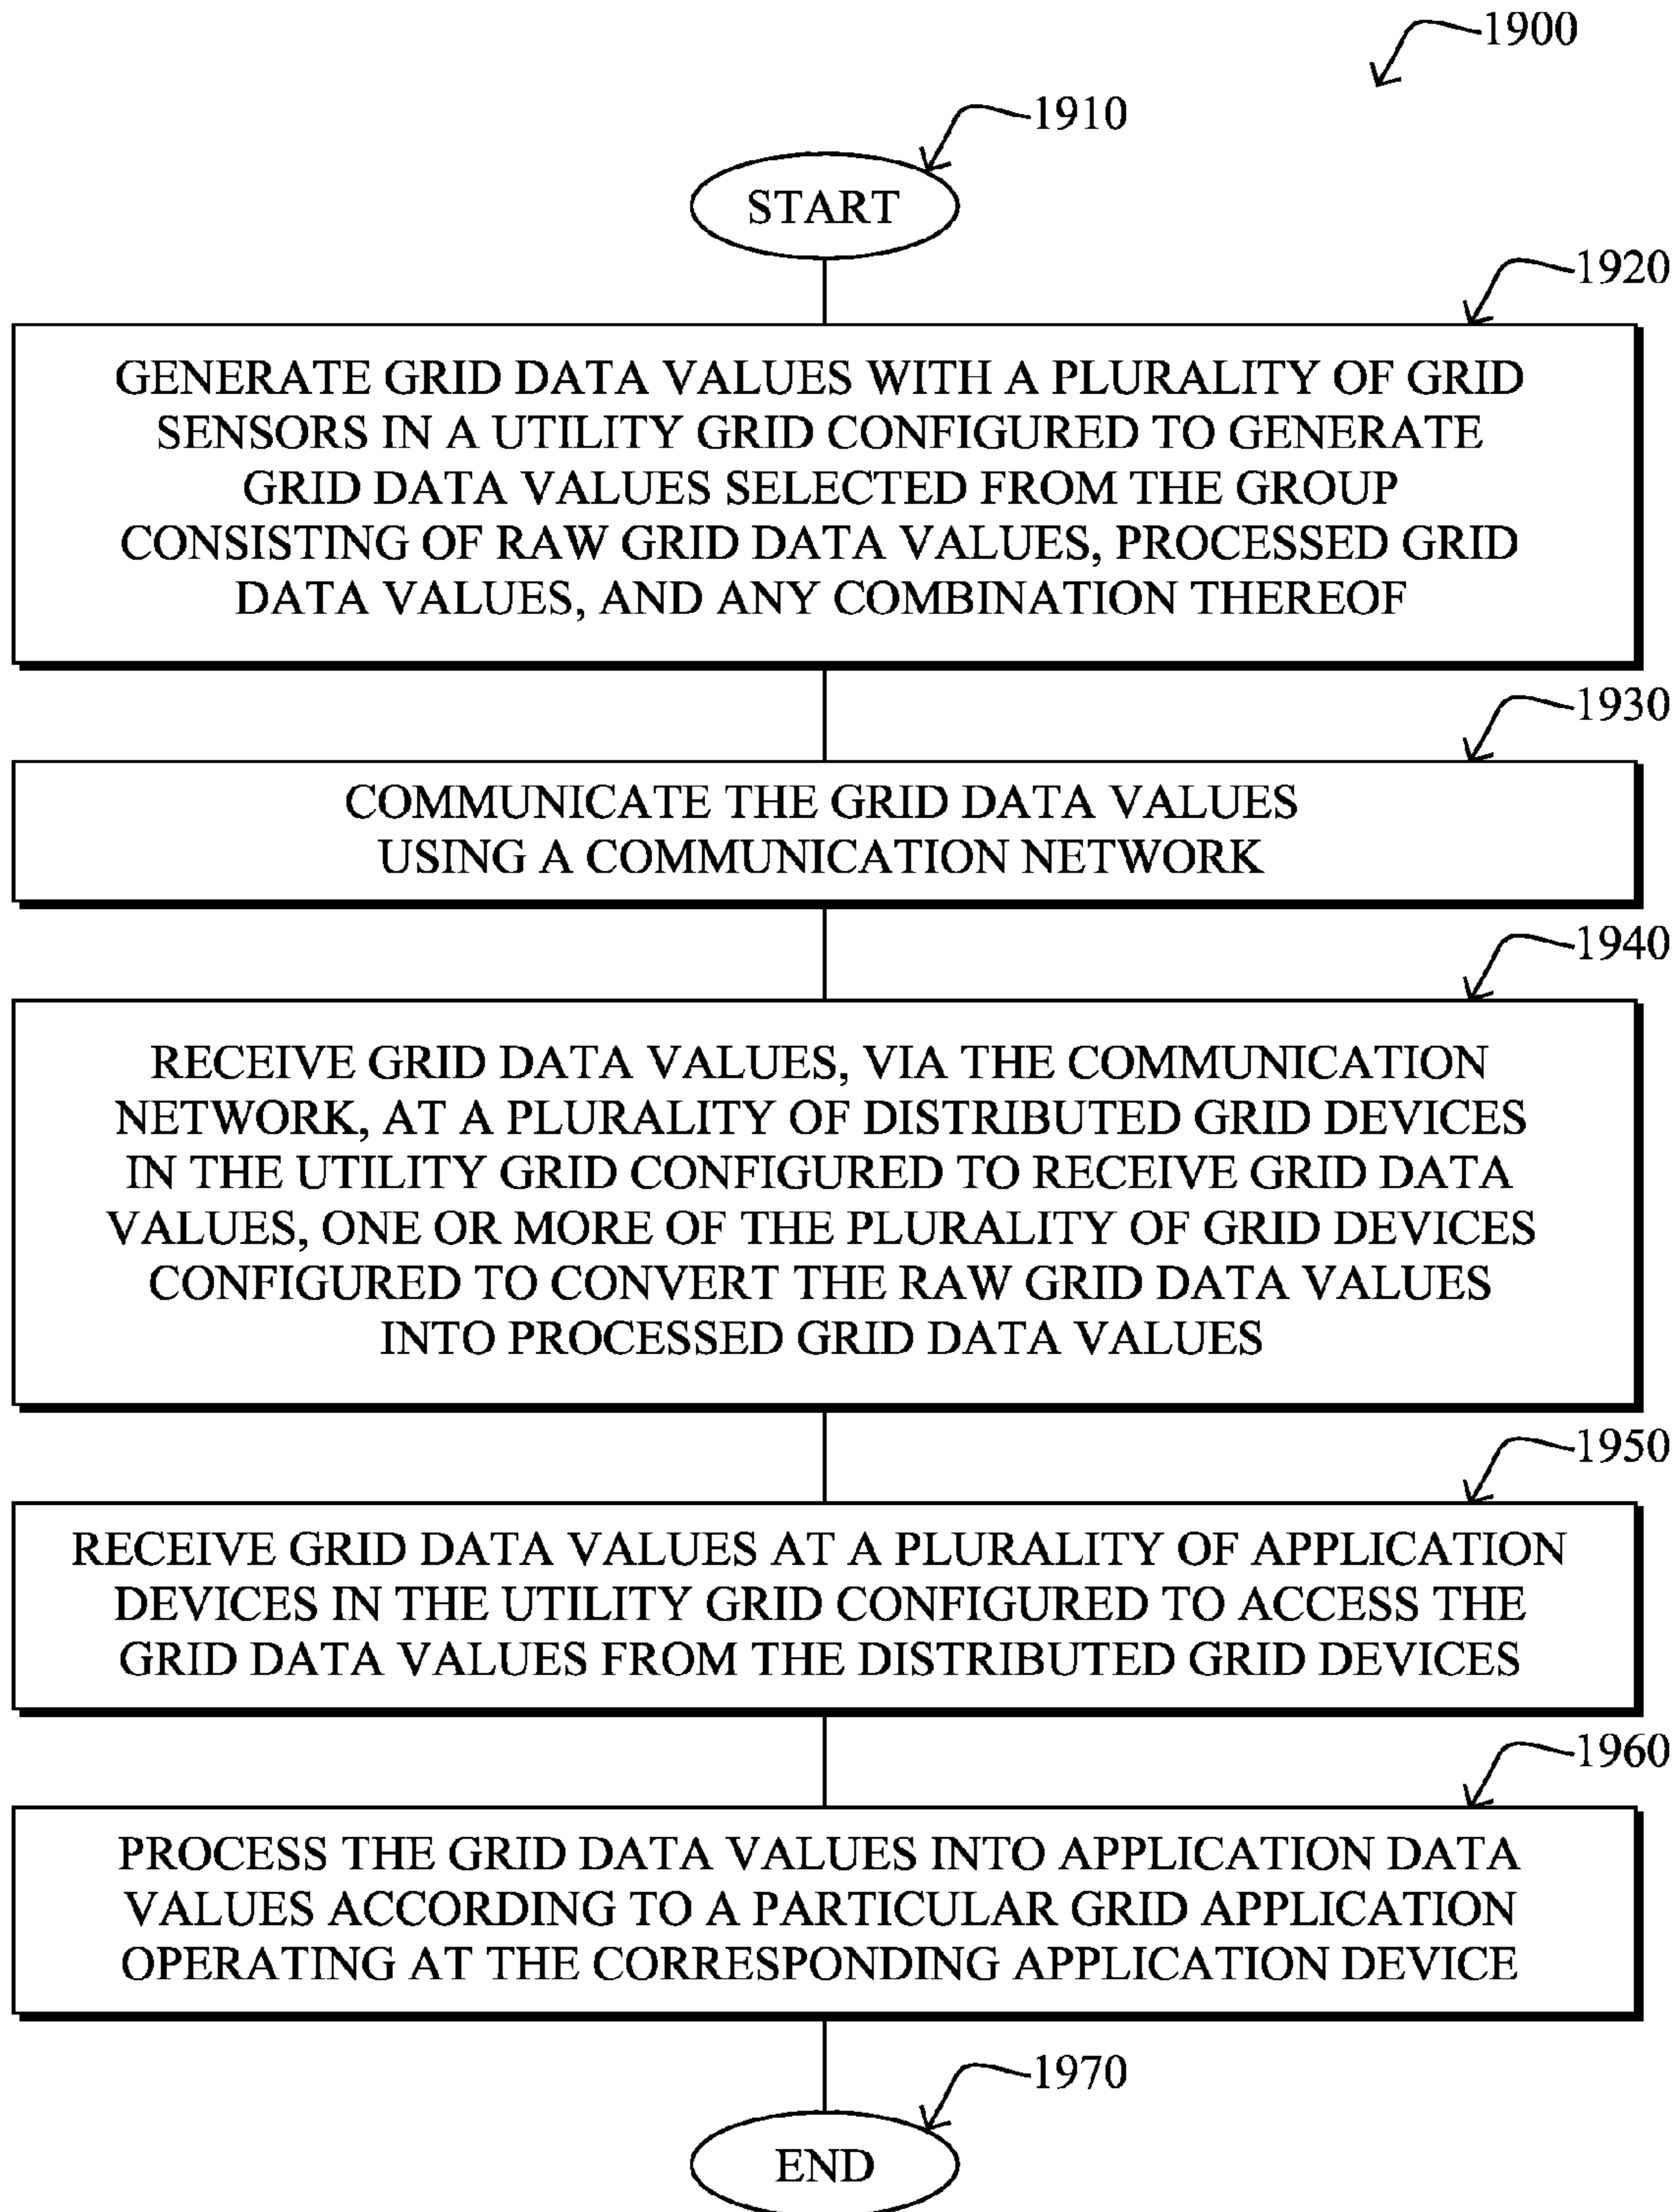 1900
1910
START
1920
GENERATE GRID DATA VALUES WITH A PLURALITY OF GRID
SENSORS IN A UTILITY GRID CONFIGURED TO GENERATE
GRID DATA VALUES SELECTED FROM THE GROUP
CONSISTING OF RAW GRID DATA VALUES, PROCESSED GRID
DATA VALUES, AND ANY COMBINATION THEREOF
1930
COMMUNICATE THE GRID DATA VALUES
USING A COMMUNICATION NETWORK
1940
RECEIVE GRID DATA VALUES, VIA THE COMMUNICATION
NETWORK, AT A PLURALITY OF DISTRIBUTED GRID DEVICES
IN THE UTILITY GRID CONFIGURED TO RECEIVE GRID DATA
VALUES, ONE OR MORE OF THE PLURALITY OF GRID DEVICES
CONFIGURED TO CONVERT THE RAW GRID DATA VALUES
INTO PROCESSED GRID DATA VALUES
1950
RECEIVE GRID DATA VALUES AT A PLURALITY OF APPLICATION
DEVICES IN THE UTILITY GRID CONFIGURED TO ACCESS THE
GRID DATA VALUES FROM THE DISTRIBUTED GRID DEVICES
1960
PROCESS THE GRID DATA VALUES INTO APPLICATION DATA
VALUES ACCORDING TO A PARTICULAR GRID APPLICATION
OPERATING AT THE CORRESPONDING APPLICATION DEVICE
1970
END